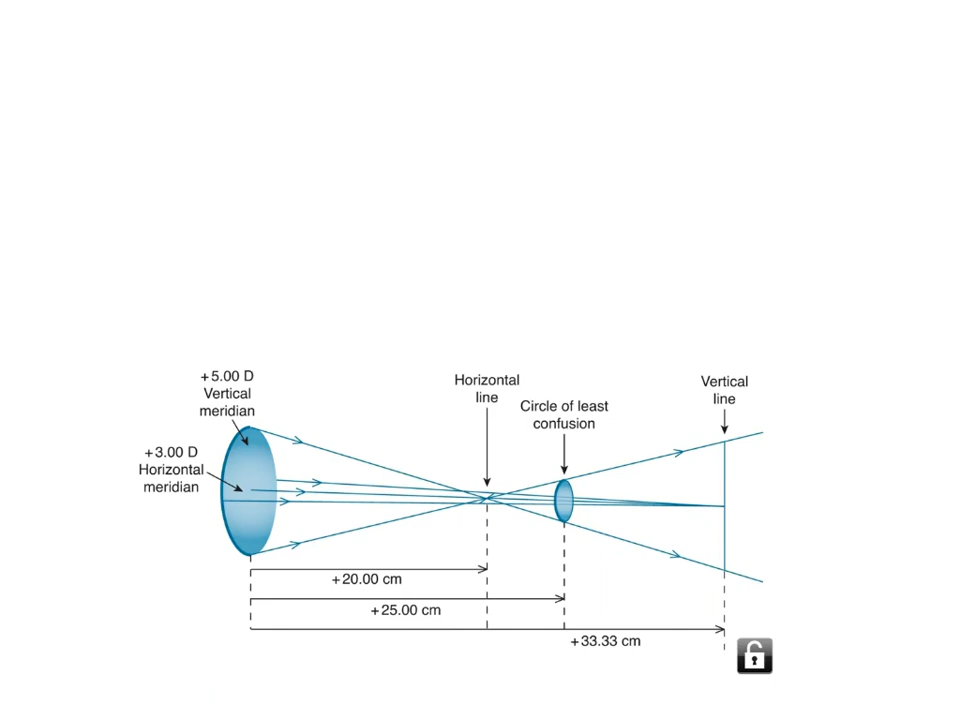 +5.00 D
Vertical
meridian
+3.00 D
Horizontal
meridian
Horizontal
line
Circle of least
confusion
Vertical
line
+20.00 cm
+25.00 cm
+33.33 cm